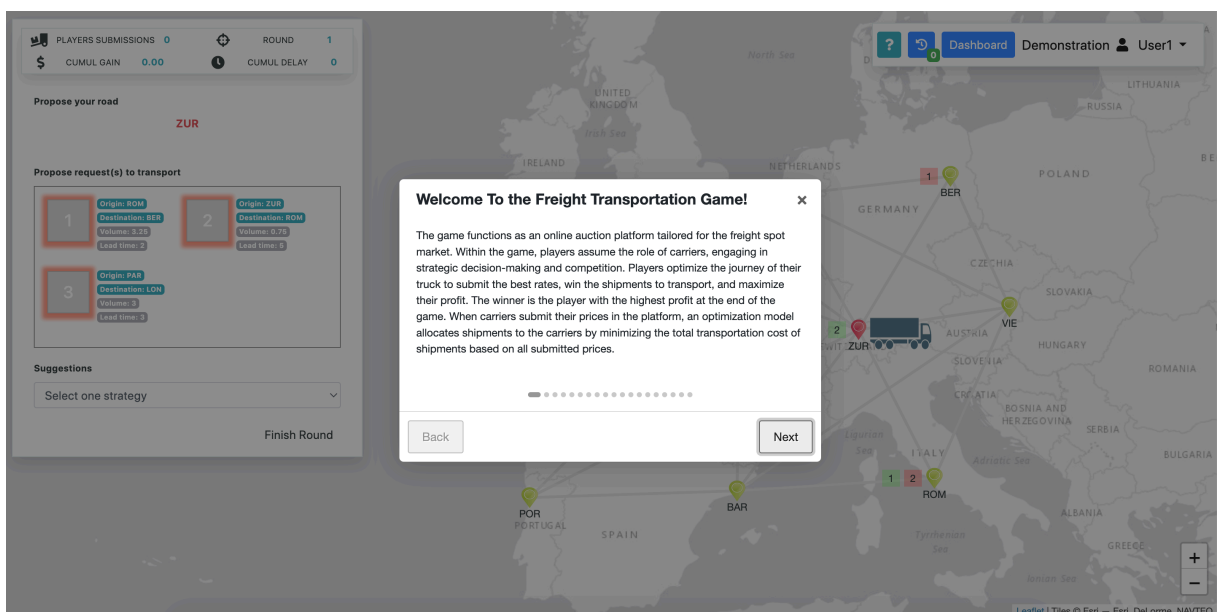 PLAYERS SUBMISSIONS 0 ROUND 1
$ CUMUL GAIN 0.00 CUMUL DELAY 0
Propose your road
ZUR
Propose request(s) to transport
1
Origin: ROM
Destination: BER
Volume: 3.25
Lead time: 2
2
Origin: ZUR
Destination: ROM
Volume: 0.75
Lead time: 5
3
Origin: PAR
Destination: LON
Volume: 3
Lead time: 3
Suggestions
Select one strategy
Finish Round
Welcome To the Freight Transportation Game! ×
The game functions as an online auction platform tailored for the freight spot
market. Within the game, players assume the role of carriers, engaging in
strategic decision-making and competition. Players optimize the journey of their
truck to submit the best rates, win the shipments to transport, and maximize
their profit. The winner is the player with the highest profit at the end of the
game. When carriers submit their prices in the platform, an optimization model
allocates shipments to the carriers by minimizing the total transportation cost of
shipments based on all submitted prices.
Back
Next
? 0 Dashboard Demonstration User1
North Sea
UNITED
KINGDOM
Irish Sea
IRELAND
NETHERLANDS
LITHUANIA
RUSSIA
POLAND
1
BER
GERMANY
CZECHIA
SLOVAKIA
VIE
AUSTRIA
HUNGARY
2
ZUR
SLOVENIA
ROMANIA
CROATIA
BOSNIA AND
HERZEGOVINA
SERBIA
Ligurian
Sea
ITALY
Adriatic Sea
BULGARIA
1 2
ROM
BAR
POR
PORTUGAL
SPAIN
ALBANIA
Tyrrhenian
Sea
GREECE
Ionian Sea
+
−
Leaflet | Tiles © Esri — Esri, DeLorme, NAVTEQ